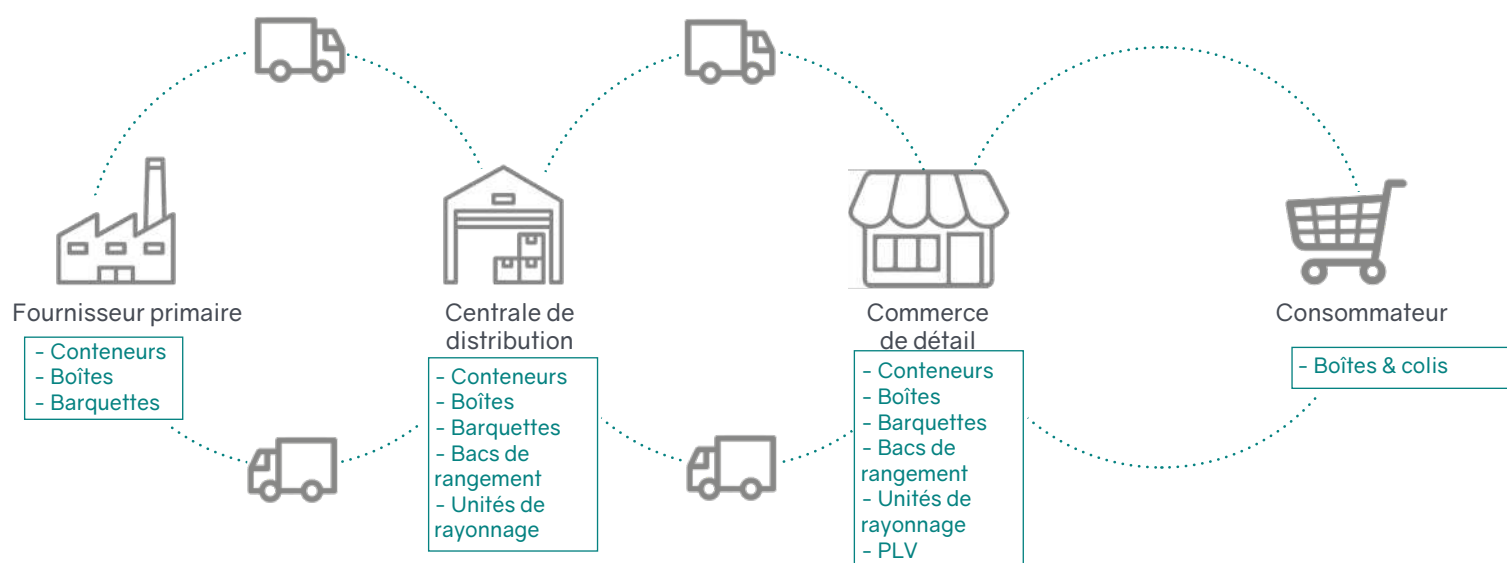 Fournisseur primaire
- Conteneurs
- Boîtes
- Barquettes
Centrale de
distribution
- Conteneurs
- Boîtes
- Barquettes
- Bacs de
rangement
- Unités de
rayonnage
Commerce
de détail
- Conteneurs
- Boîtes
- Barquettes
- Bacs de
rangement
- Unités de
rayonnage
- PLV
Consommateur
- Boîtes & colis